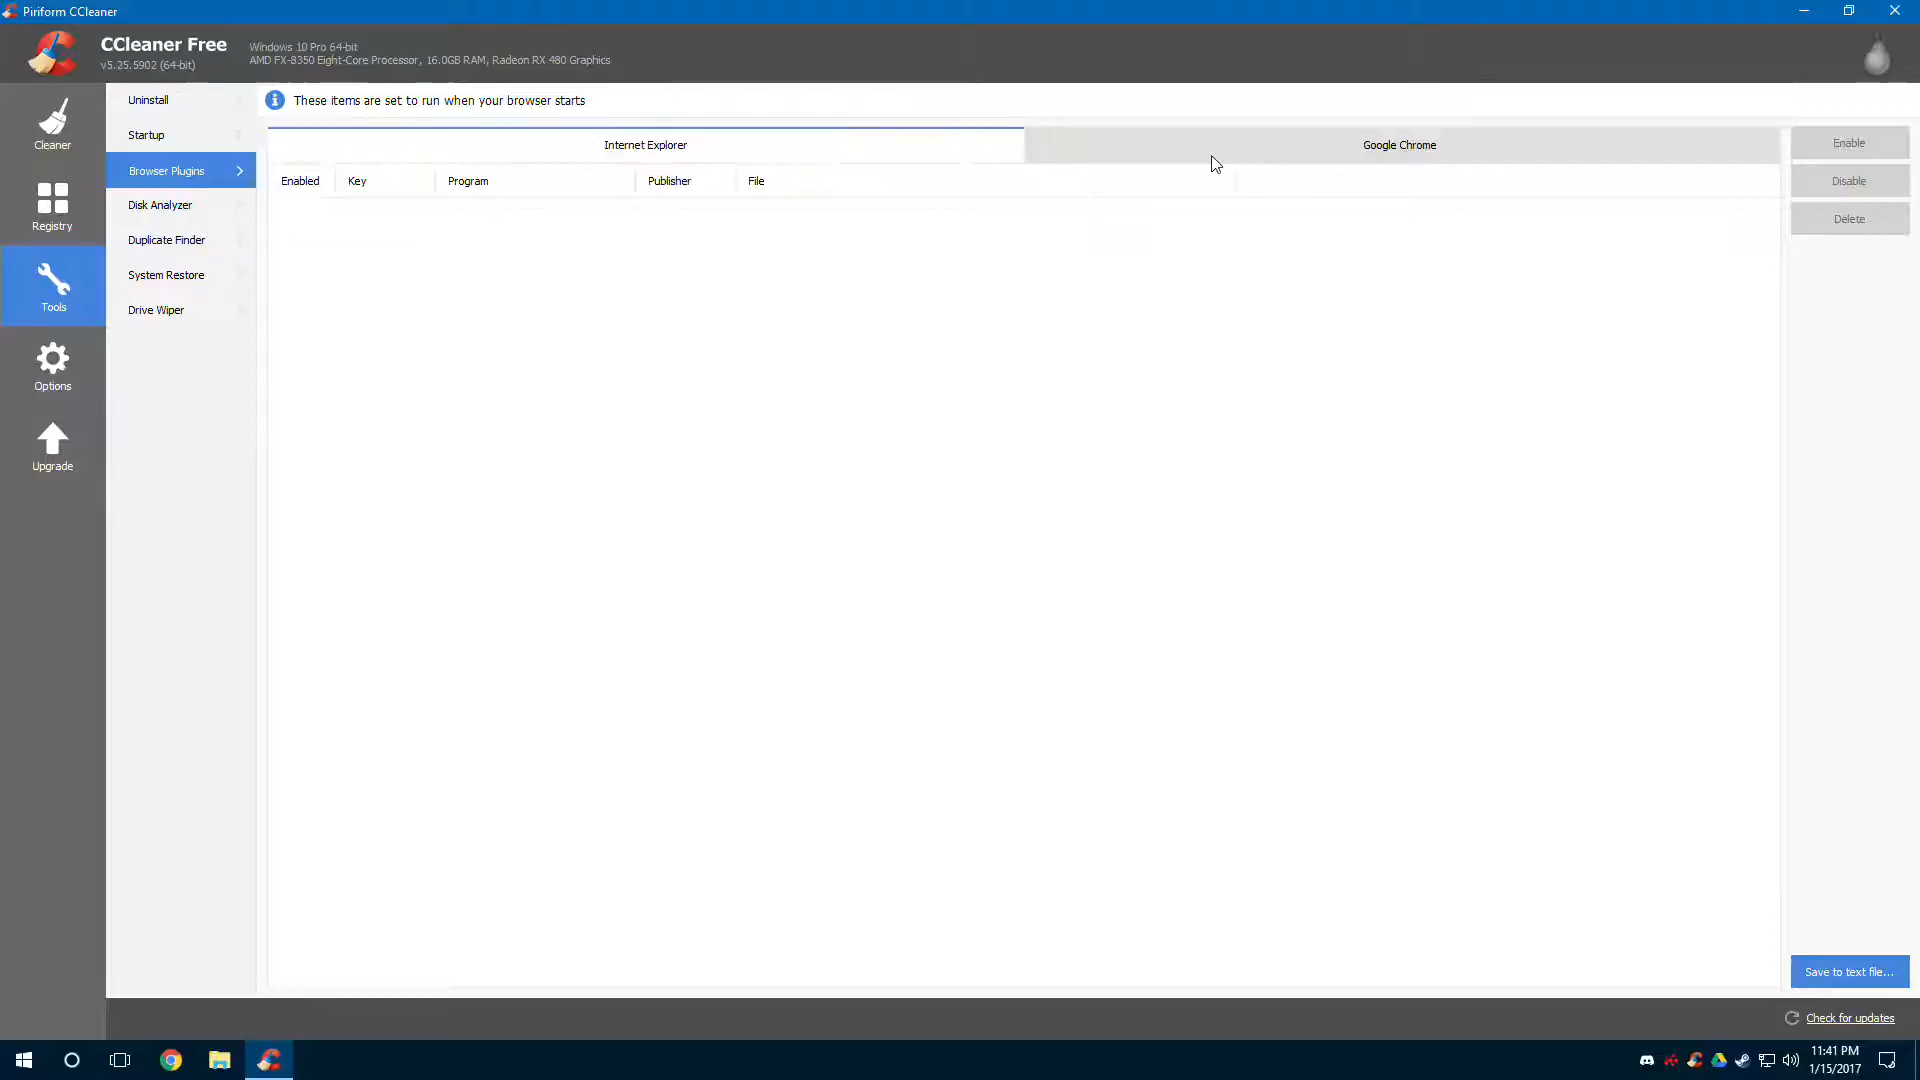 Piriform CCleaner
CCleaner Free
v5.25.5902 (64-bit)
Windows 10 Pro 64-bit
AMD FX-8350 Eight-Core Processor, 16.0GB RAM, Radeon RX 480 Graphics
Cleaner
Registry
Tools
Options
Upgrade
Uninstall
Startup
Browser Plugins
Disk Analyzer
Duplicate Finder
System Restore
Drive Wiper
These items are set to run when your browser starts
Internet Explorer
Google Chrome
Enabled Key Program Publisher File
Enable
Disable
Delete
Save to text file...
Check for updates
11:41 PM
1/15/2017